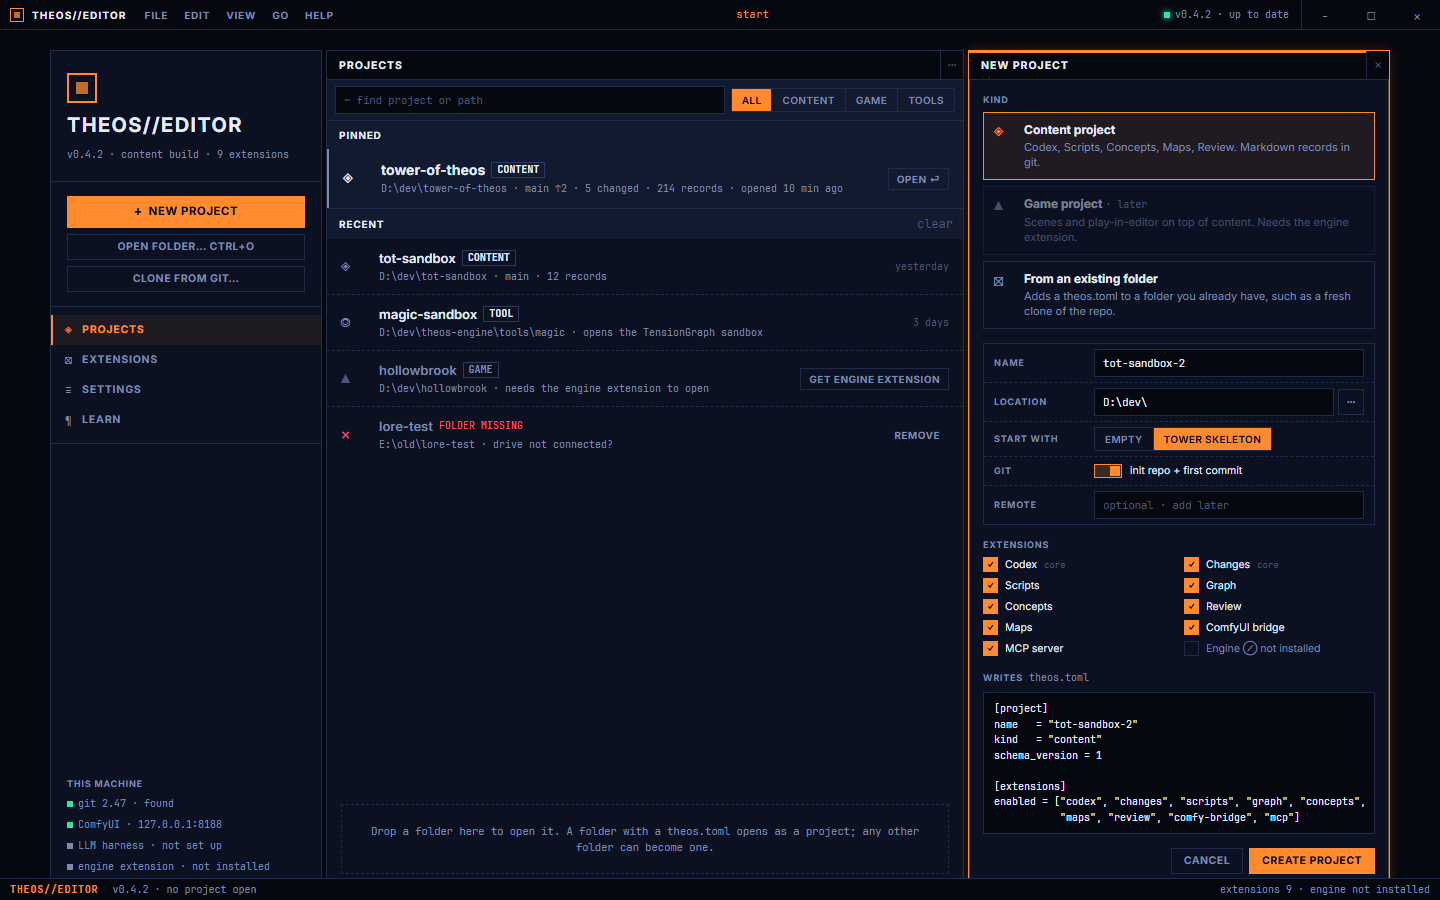 THEOS//EDITOR FILE EDIT VIEW GO HELP
start
v0.4.2 · up to date
THEOS//EDITOR
v0.4.2 · content build · 9 extensions
+ NEW PROJECT
OPEN FOLDER... CTRL+O
CLONE FROM GIT...
PROJECTS
EXTENSIONS
SETTINGS
LEARN
THIS MACHINE
git 2.47 · found
ComfyUI · 127.0.0.1:8188
LLM harness · not set up
engine extension · not installed
PROJECTS
~ find project or path
ALL CONTENT GAME TOOLS
PINNED
tower-of-theos CONTENT
D:\dev\tower-of-theos · main ↑2 · 5 changed · 214 records · opened 10 min ago
OPEN ⏎
RECENT clear
tot-sandbox CONTENT
D:\dev\tot-sandbox · main · 12 records
yesterday
magic-sandbox TOOL
D:\dev\theos-engine\tools\magic · opens the TensionGraph sandbox
3 days
hollowbrook GAME
D:\dev\hollowbrook · needs the engine extension to open
GET ENGINE EXTENSION
lore-test FOLDER MISSING
E:\old\lore-test · drive not connected?
REMOVE
Drop a folder here to open it. A folder with a theos.toml opens as a project; any other
folder can become one.
NEW PROJECT
KIND
Content project
Codex, Scripts, Concepts, Maps, Review. Markdown records in
git.
Game project · later
Scenes and play-in-editor on top of content. Needs the engine
extension.
From an existing folder
Adds a theos.toml to a folder you already have, such as a fresh
clone of the repo.
NAME tot-sandbox-2
LOCATION D:\dev\ ...
START WITH EMPTY TOWER SKELETON
GIT init repo + first commit
REMOTE optional · add later
EXTENSIONS
Codex core
Changes core
Scripts
Graph
Concepts
Review
Maps
ComfyUI bridge
MCP server
Engine not installed
WRITES theos.toml
[project]
name = "tot-sandbox-2"
kind = "content"
schema_version = 1
[extensions]
enabled = ["codex", "changes", "scripts", "graph", "concepts",
"maps", "review", "comfy-bridge", "mcp"]
CANCEL CREATE PROJECT
THEOS//EDITOR v0.4.2 · no project open
extensions 9 · engine not installed